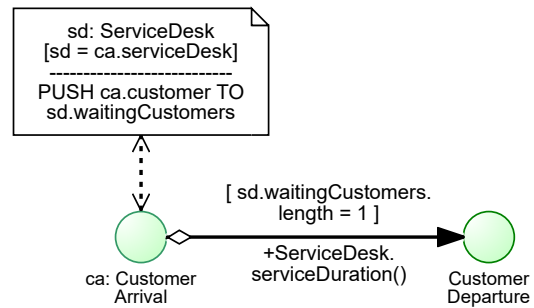 sd: ServiceDesk
[sd = ca.serviceDesk]
----------------------------
PUSH ca.customer TO
sd.waitingCustomers
[ sd.waitingCustomers.
length = 1 ]
+ServiceDesk.
serviceDuration()
ca: Customer
Arrival
Customer
Departure